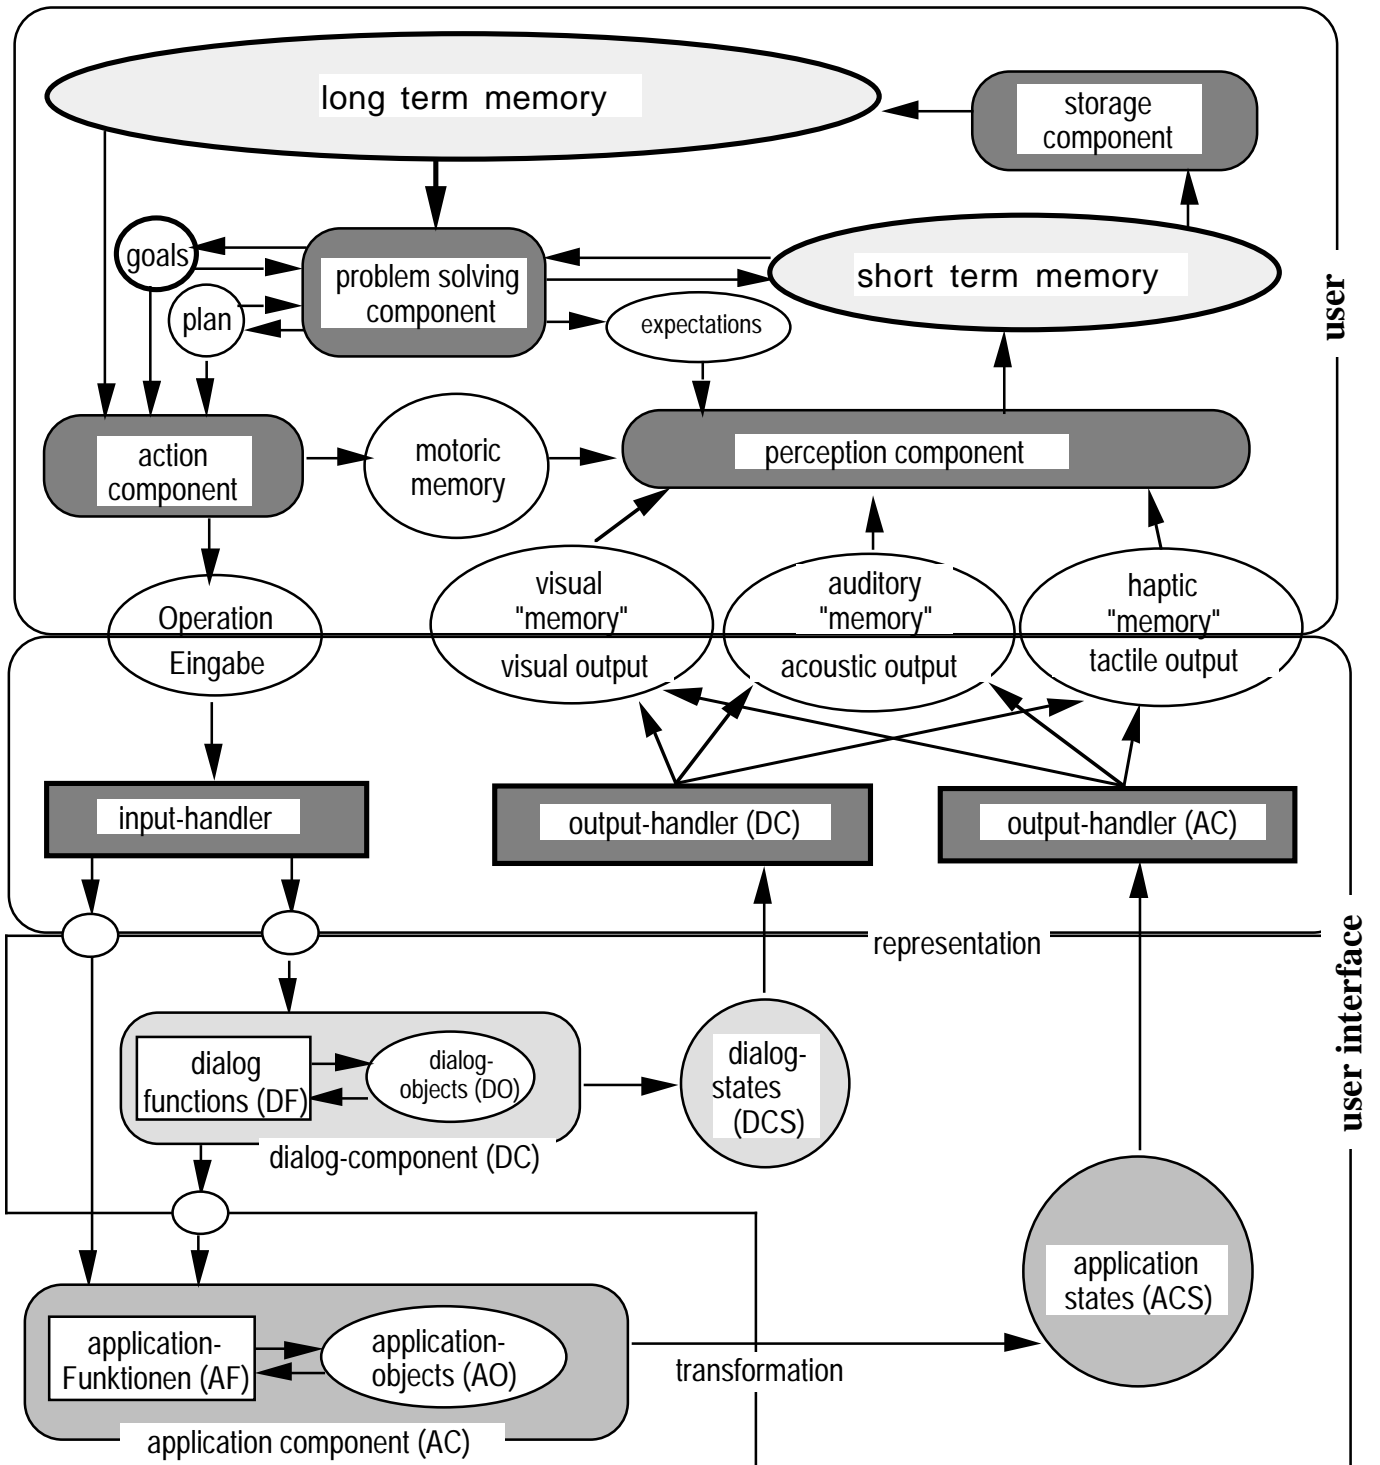 long term memory
storage
component
goals
problem solving
component
short term memory
plan
expectations
user
action
component
motoric
memory
perception component
Operation
Eingabe
visual
"memory"
visual output
auditory
"memory"
acoustic output
haptic
"memory"
tactile output
input-handler
output-handler (DC)
output-handler (AC)
representation
user interface
dialog
functions (DF)
dialog-
objects (DO)
dialog-component (DC)
dialog-
states
(DCS)
application
states (ACS)
application-
Funktionen (AF)
application-
objects (AO)
application component (AC)
transformation